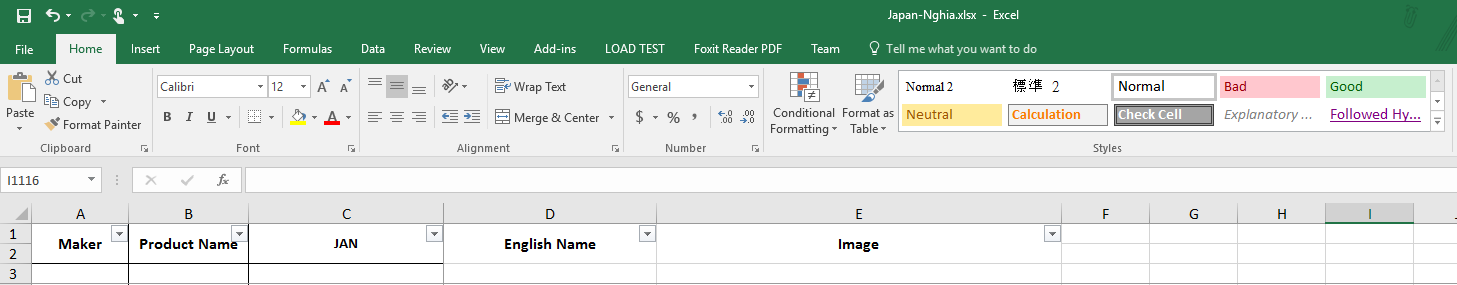 Japan-Nghia.xlsx - Excel
File Home Insert Page Layout Formulas Data Review View Add-ins LOAD TEST Foxit Reader PDF Team Tell me what you want to do
Paste
Cut
Copy
Format Painter
Clipboard
Calibri 12
B I U A
Font
Wrap Text
Merge & Center
Alignment
General
$ % ,
Number
Conditional Formatting
Format as Table
Normal 2 標準 2 Normal Bad Good
Neutral Calculation Check Cell Explanatory ... Followed Hy...
Styles
I1116 fx
A B C D E F G H I
1
2
3
Maker Product Name JAN English Name Image